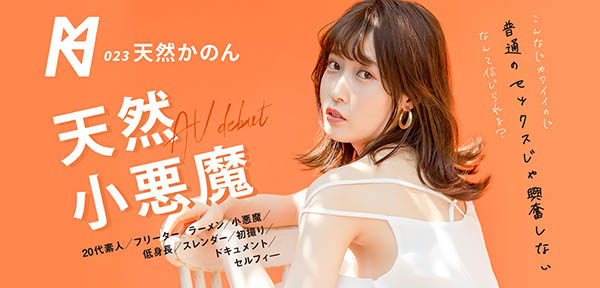 023 天然かのん
天然
小悪魔
AV debut
20代素人／フリーター／ラーメン／小悪魔／
低身長／スレンダー／初撮り／
ドキュメント／
セルフィー
こんなにカワイイのに
普通のセックスじゃ興奮しない
なんて信じられる？